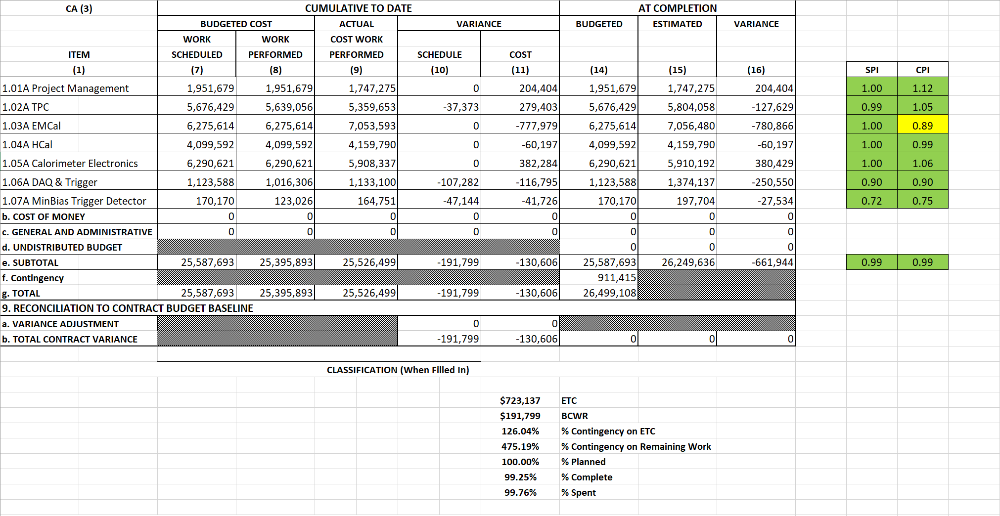 CA (3) CUMULATIVE TO DATE AT COMPLETION
BUDGETED COST ACTUAL VARIANCE BUDGETED ESTIMATED VARIANCE
WORK WORK COST WORK
ITEM SCHEDULED PERFORMED PERFORMED SCHEDULE COST
(1) (7) (8) (9) (10) (11) (14) (15) (16) SPI CPI
1.01A Project Management 1,951,679 1,951,679 1,747,275 0 204,404 1,951,679 1,747,275 204,404 1.00 1.12
1.02A TPC 5,676,429 5,639,056 5,359,653 -37,373 279,403 5,676,429 5,804,058 -127,629 0.99 1.05
1.03A EMCal 6,275,614 6,275,614 7,053,593 0 -777,979 6,275,614 7,056,480 -780,866 1.00 0.89
1.04A HCal 4,099,592 4,099,592 4,159,790 0 -60,197 4,099,592 4,159,790 -60,197 1.00 0.99
1.05A Calorimeter Electronics 6,290,621 6,290,621 5,908,337 0 382,284 6,290,621 5,910,192 380,429 1.00 1.06
1.06A DAQ & Trigger 1,123,588 1,016,306 1,133,100 -107,282 -116,795 1,123,588 1,374,137 -250,550 0.90 0.90
1.07A MinBias Trigger Detector 170,170 123,026 164,751 -47,144 -41,726 170,170 197,704 -27,534 0.72 0.75
b. COST OF MONEY 0 0 0 0 0 0 0 0
c. GENERAL AND ADMINISTRATIVE 0 0 0 0 0 0 0 0
d. UNDISTRIBUTED BUDGET 0 0 0
e. SUBTOTAL 25,587,693 25,395,893 25,526,499 -191,799 -130,606 25,587,693 26,249,636 -661,944 0.99 0.99
f. Contingency 911,415
g. TOTAL 25,587,693 25,395,893 25,526,499 -191,799 -130,606 26,499,108
9. RECONCILIATION TO CONTRACT BUDGET BASELINE
a. VARIANCE ADJUSTMENT 0 0
b. TOTAL CONTRACT VARIANCE -191,799 -130,606 0 0 0
CLASSIFICATION (When Filled In)
$723,137 ETC
$191,799 BCWR
126.04% % Contingency on ETC
475.19% % Contingency on Remaining Work
100.00% % Planned
99.25% % Complete
99.76% % Spent